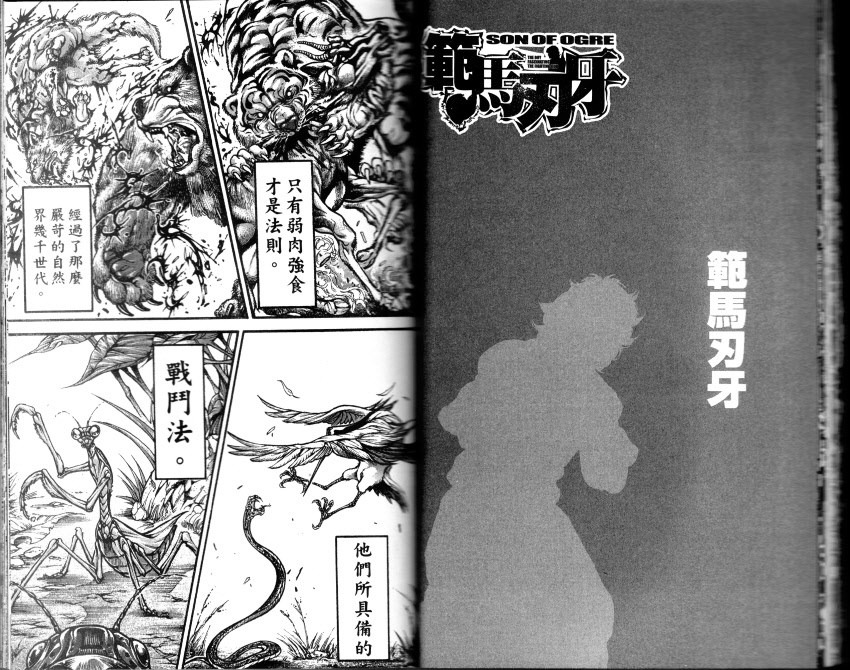 SON OF OGRE
範馬刃牙
範馬刃牙
只有弱肉強食
才是法則。
經過了那麼
嚴苛的自然
界幾千世代。
他們所具備的
戰鬥法。